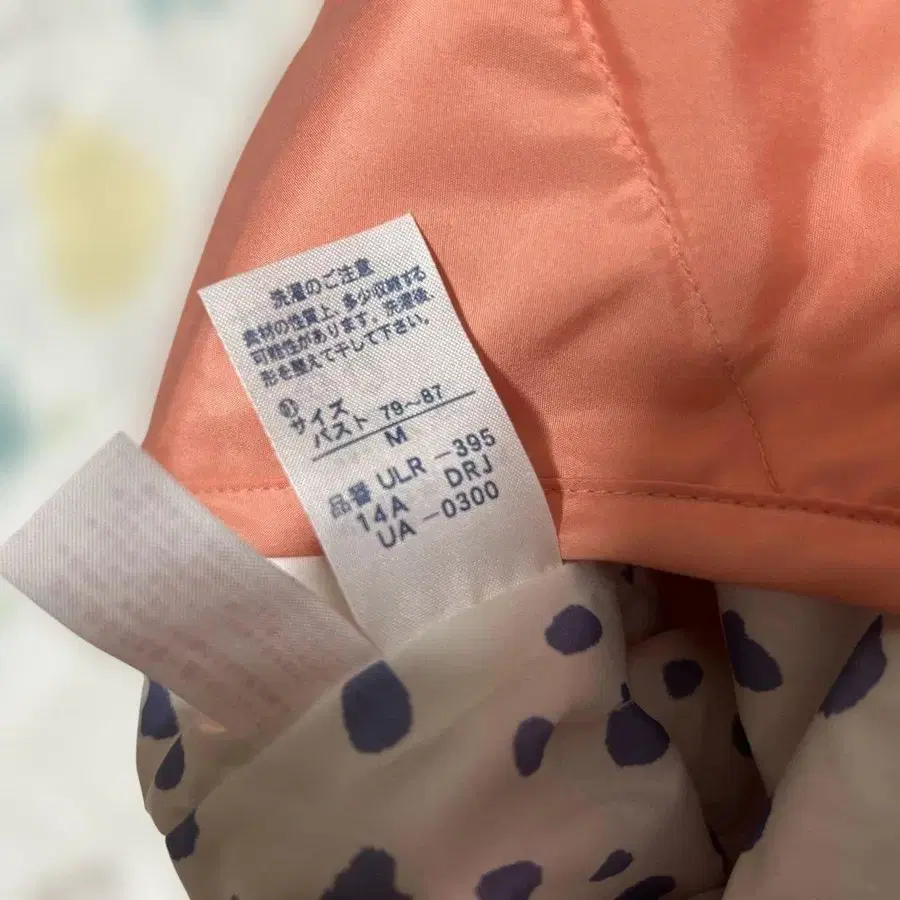 洗濯のご注意
素材の性質上、多少収縮する
可能性があります。洗濯後、
形を整えて干して下さい。
サイズ
バスト 79～87
M
品番 ULR -395
14A DRJ
UA -0300